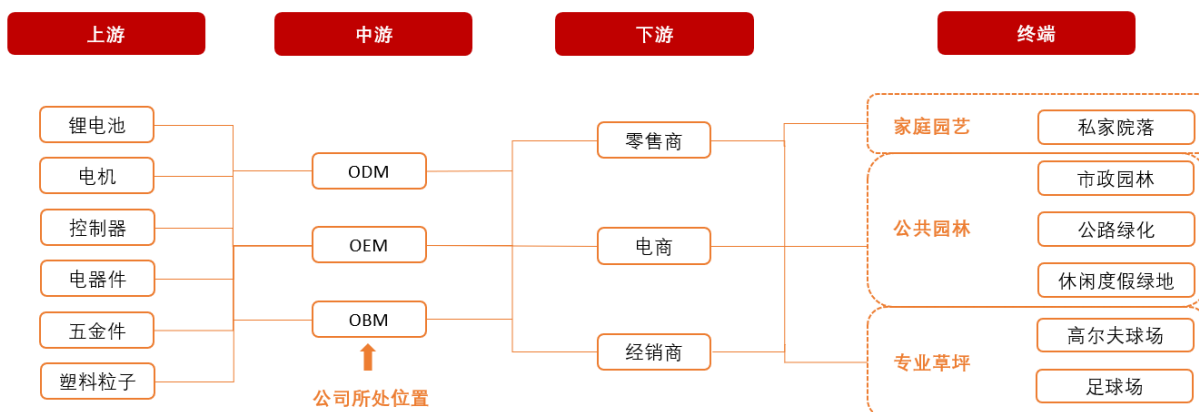 上游
中游
下游
终端
锂电池
电机
控制器
电器件
五金件
塑料粒子
ODM
OEM
OBM
公司所处位置
零售商
电商
经销商
家庭园艺
私家院落
公共园林
市政园林
公路绿化
休闲度假绿地
专业草坪
高尔夫球场
足球场